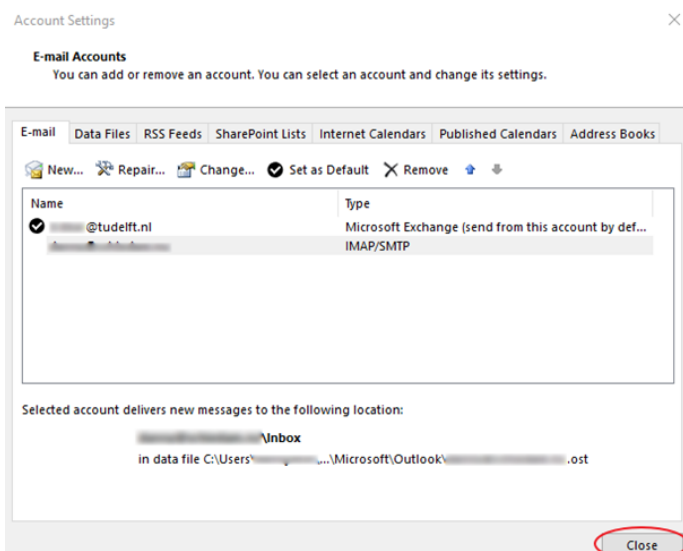 Account Settings
E-mail Accounts
You can add or remove an account. You can select an account and change its settings.
E-mail Data Files RSS Feeds SharePoint Lists Internet Calendars Published Calendars Address Books
New... Repair... Change... Set as Default Remove
Name Type
@tudelft.nl Microsoft Exchange (send from this account by def...
IMAP/SMTP
Selected account delivers new messages to the following location:
\Inbox
in data file C:\Users\ ...\Microsoft\Outlook\ .ost
Close